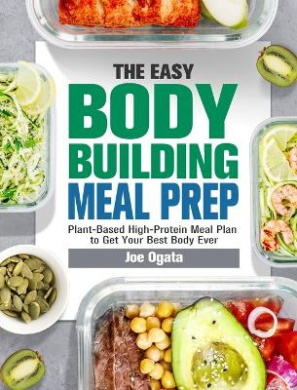 THE EASY
BODY
BUILDING
MEAL PREP
Plant-Based High-Protein Meal Plan
to Get Your Best Body Ever
Joe Ogata